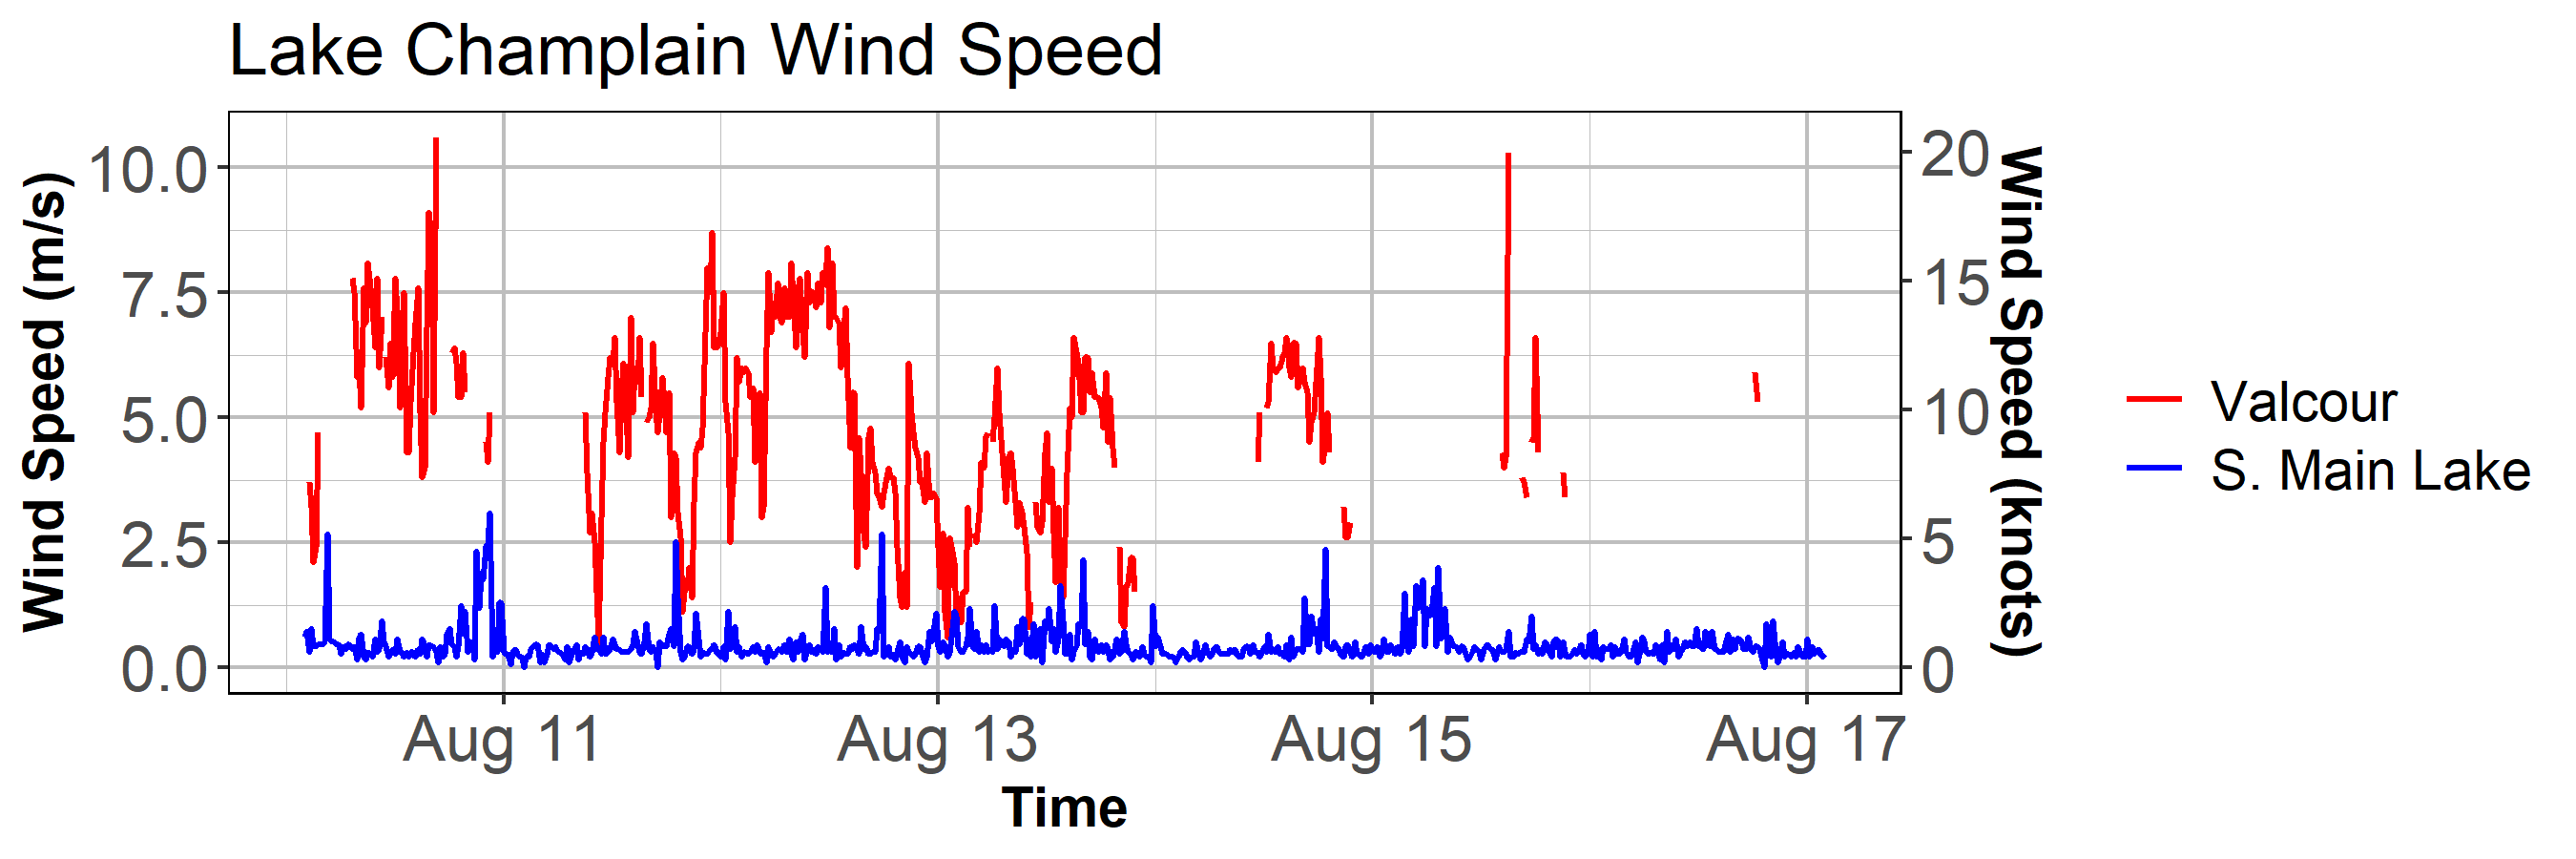 Lake Champlain Wind Speed
Wind Speed (m/s)
10.0
7.5
5.0
2.5
0.0
20
15
10
5
0
Wind Speed (knots)
Valcour
S. Main Lake
Aug 11
Aug 13
Aug 15
Aug 17
Time